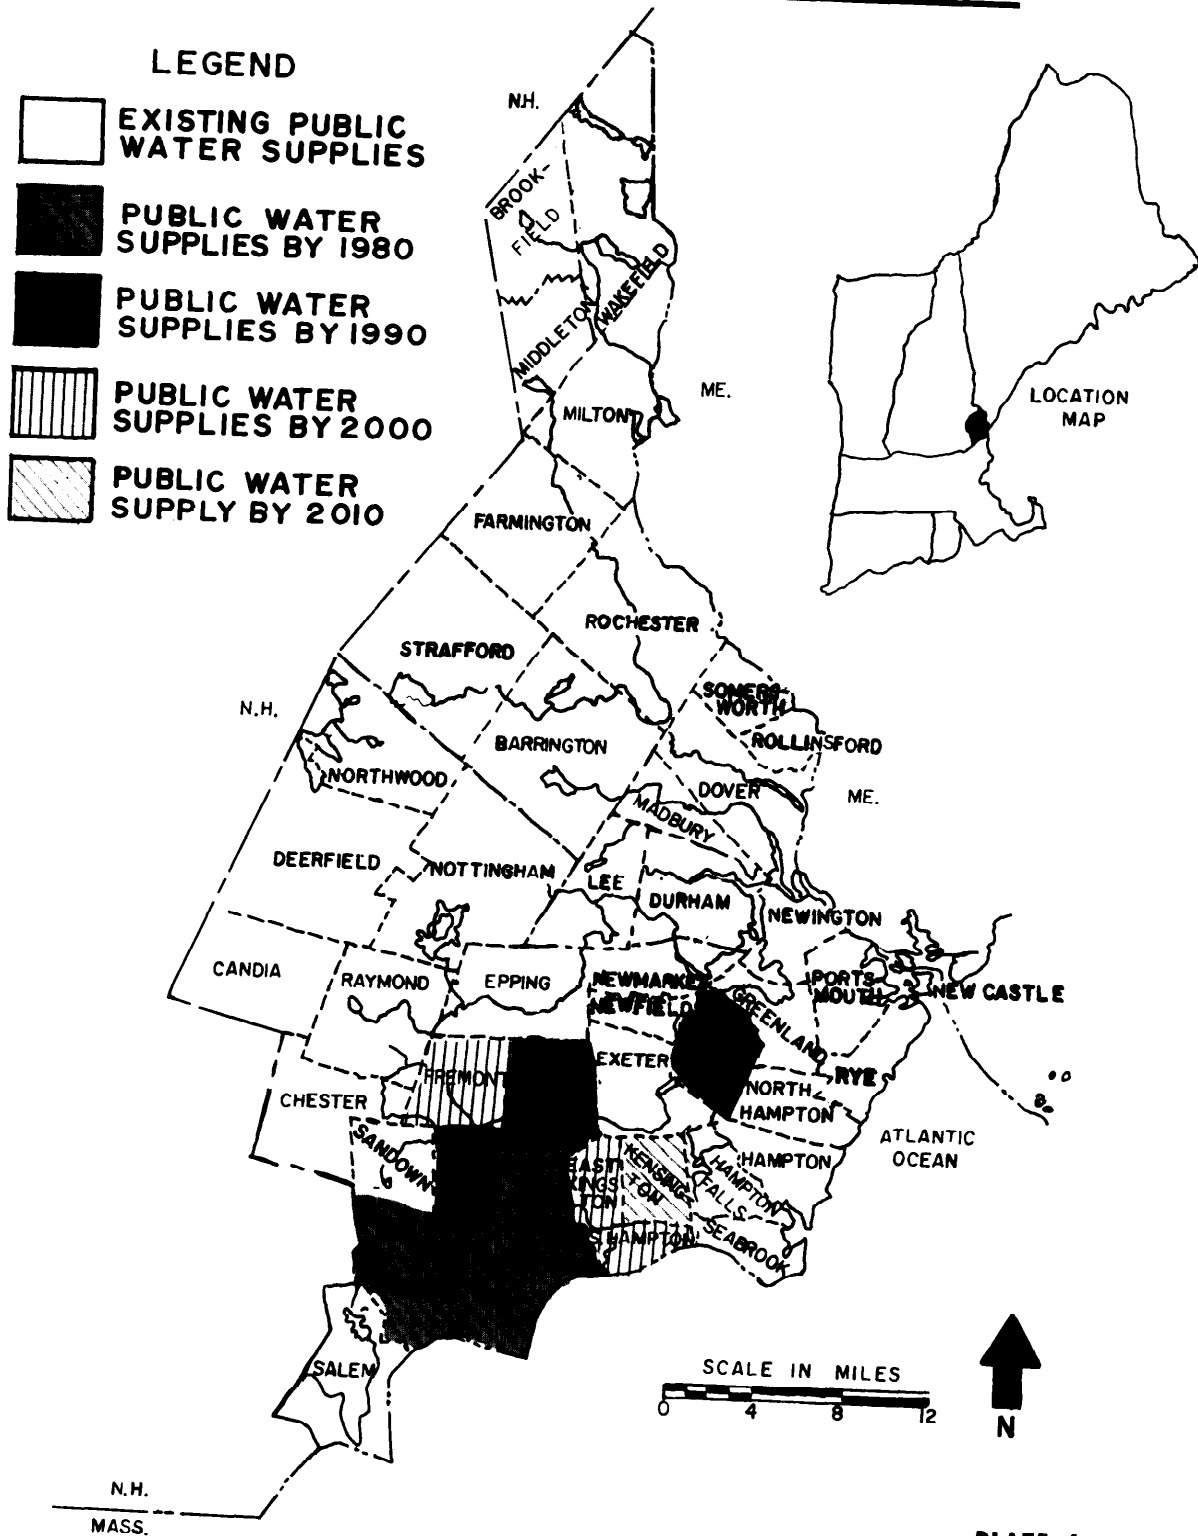 LEGEND
EXISTING PUBLIC
WATER SUPPLIES
PUBLIC WATER
SUPPLIES BY 1980
PUBLIC WATER
SUPPLIES BY 1990
PUBLIC WATER
SUPPLIES BY 2000
PUBLIC WATER
SUPPLY BY 2010
N.H.
BROOK-
FIELD
WAKEFIELD
MIDDLETON
MILTON
ME.
LOCATION
MAP
FARMINGTON
ROCHESTER
STRAFFORD
SOMERS-
WORTH
N.H.
ROLLINSFORD
BARRINGTON
NORTHWOOD
DOVER
ME.
MADBURY
DEERFIELD
NOTTINGHAM
LEE
DURHAM
NEWINGTON
CANDIA
RAYMOND
EPPING
NEWMARKET
NEWFIELD
PORTS-
MOUTH
NEW CASTLE
GREENLAND
EXETER
FREMONT
RYE
NORTH
HAMPTON
CHESTER
SANDOWN
ATLANTIC
OCEAN
EAST
KINGS
TON
KENSING-
TON
HAMPTON
HAMPTON
FALLS
S. HAMPTON
SEABROOK
SALEM
SCALE IN MILES
0 4 8 12
N
N.H.
MASS.